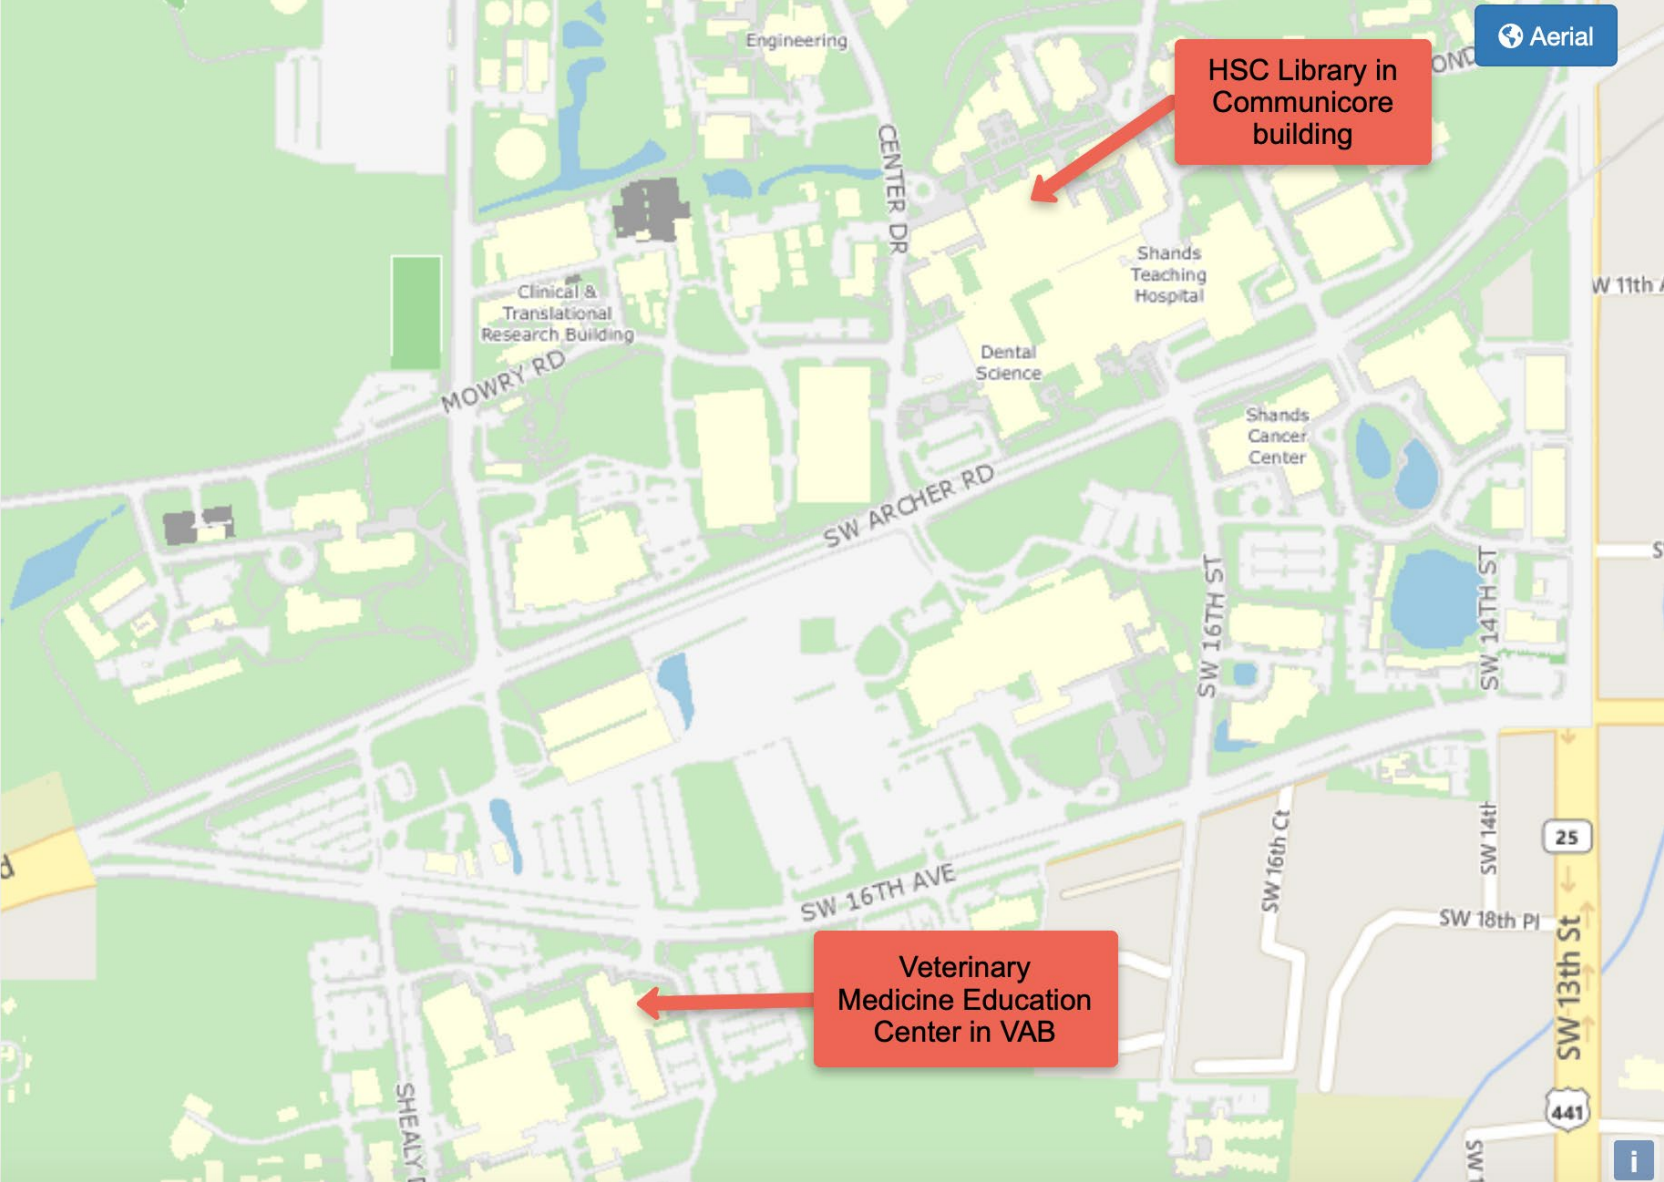 Engineering
Aerial
OND
HSC Library in
Communicore
building
CENTER DR
Shands
Teaching
Hospital
W 11th A
Clinical &
Translational
Research Building
MOWRY RD
Dental
Science
Shands
Cancer
Center
SW ARCHER RD
SW 16TH ST
SW 14TH ST
S
d
25
SW 16th Ct
SW 14th
SW 16TH AVE
SW 18th Pl
SW 13th St
Veterinary
Medicine Education
Center in VAB
SHEALY D
441
SW
i